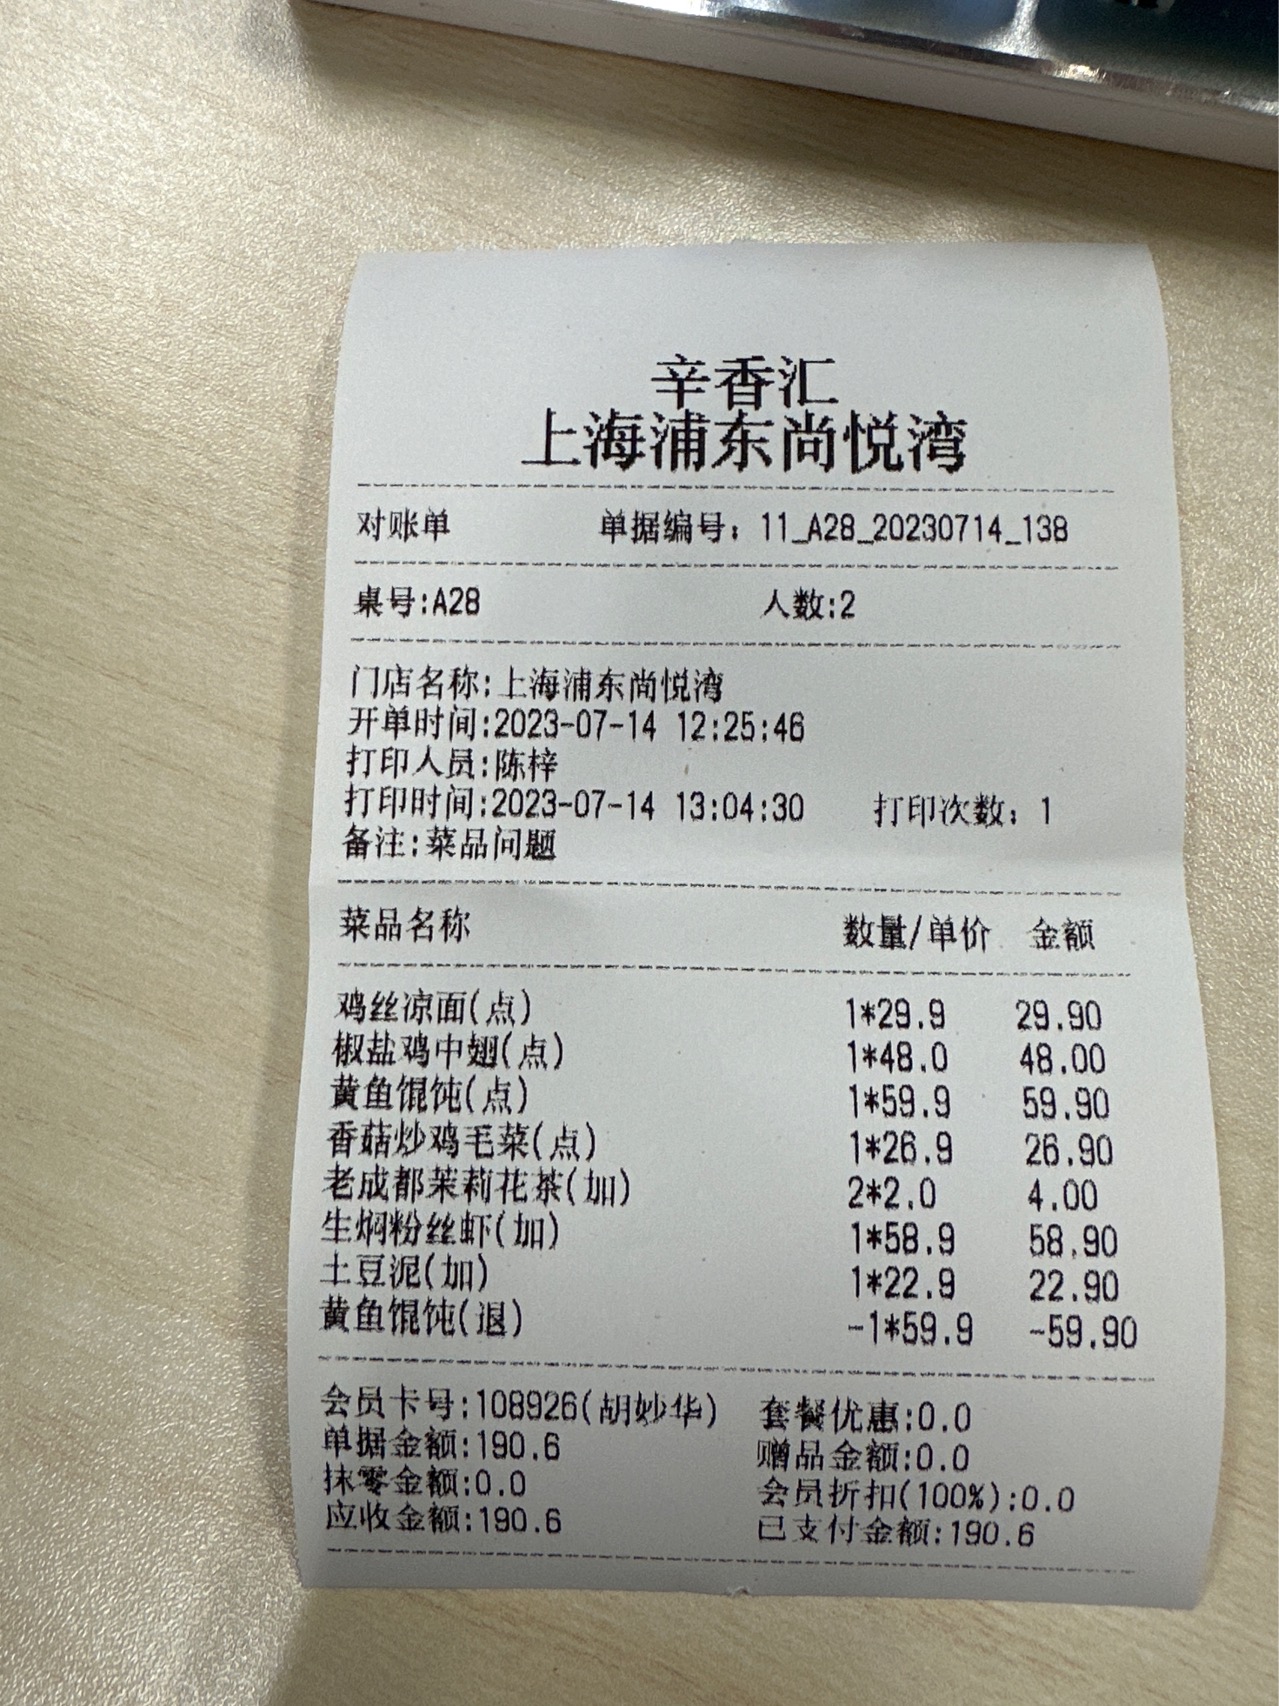 辛香汇
上海浦东尚悦湾
对账单 单据编号：11_A28_20230714_138
桌号:A28 人数:2
门店名称:上海浦东尚悦湾
开单时间:2023-07-14 12:25:46
打印人员:陈梓
打印时间:2023-07-14 13:04:30 打印次数：1
备注:菜品问题
菜品名称 数量/单价 金额
鸡丝凉面(点) 1*29.9 29.90
椒盐鸡中翅(点) 1*48.0 48.00
黄鱼馄饨(点) 1*59.9 59.90
香菇炒鸡毛菜(点) 1*26.9 26.90
老成都茉莉花茶(加) 2*2.0 4.00
生焖粉丝虾(加) 1*58.9 58.90
土豆泥(加) 1*22.9 22.90
黄鱼馄饨(退) -1*59.9 -59.90
会员卡号:108926(胡妙华) 套餐优惠:0.0
单据金额:190.6 赠品金额:0.0
抹零金额:0.0 会员折扣(100%):0.0
应收金额:190.6 已支付金额:190.6